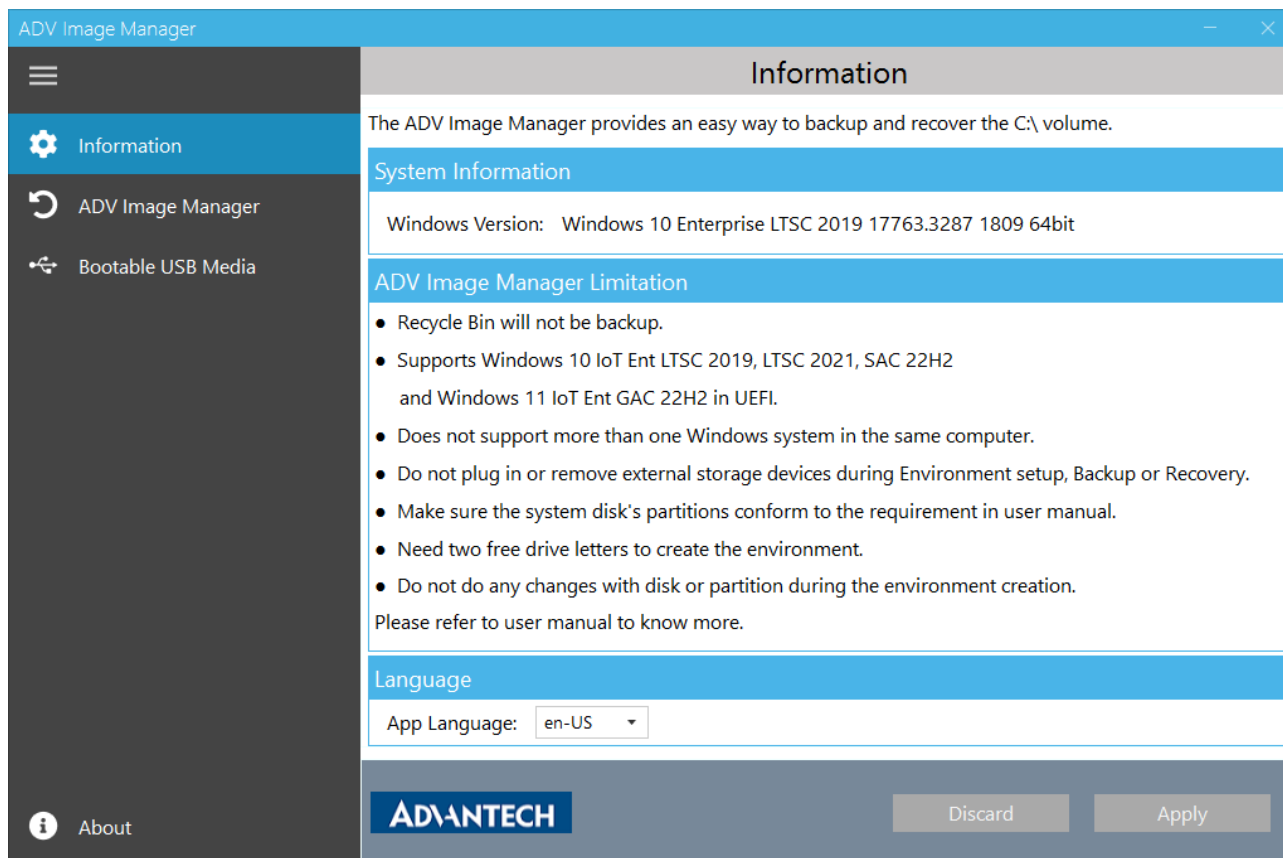 ADV Image Manager
Information
Information
ADV Image Manager
Bootable USB Media
The ADV Image Manager provides an easy way to backup and recover the C:\ volume.
System Information
Windows Version: Windows 10 Enterprise LTSC 2019 17763.3287 1809 64bit
ADV Image Manager Limitation
● Recycle Bin will not be backup.
● Supports Windows 10 IoT Ent LTSC 2019, LTSC 2021, SAC 22H2
and Windows 11 IoT Ent GAC 22H2 in UEFI.
● Does not support more than one Windows system in the same computer.
● Do not plug in or remove external storage devices during Environment setup, Backup or Recovery.
● Make sure the system disk's partitions conform to the requirement in user manual.
● Need two free drive letters to create the environment.
● Do not do any changes with disk or partition during the environment creation.
Please refer to user manual to know more.
Language
App Language: en-US
About
ADVANTECH
Discard
Apply